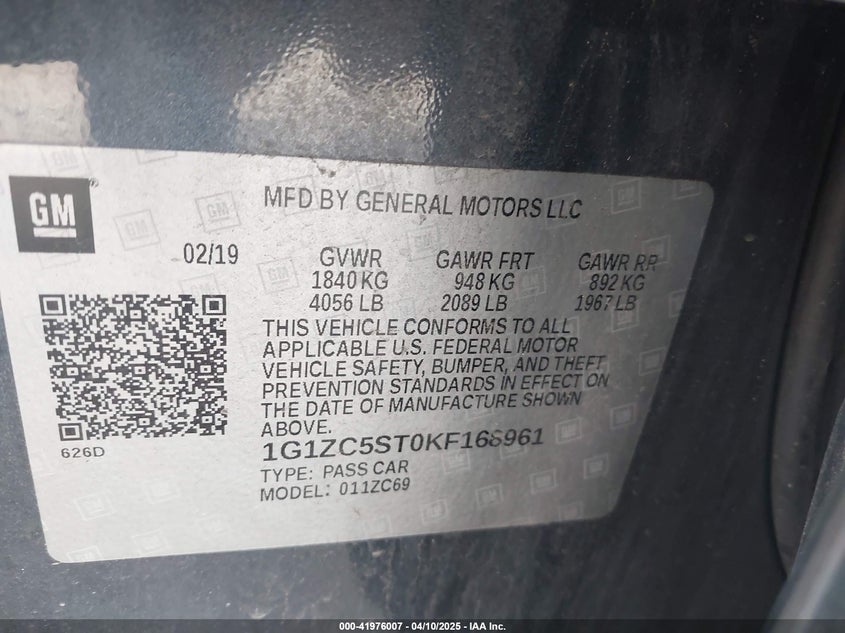 GM
MFD BY GENERAL MOTORS LLC
02/19 GVWR GAWR FRT GAWR RR
1840 KG 948 KG 892 KG
4056 LB 2089 LB 1967 LB
THIS VEHICLE CONFORMS TO ALL
APPLICABLE U.S. FEDERAL MOTOR
VEHICLE SAFETY, BUMPER, AND THEFT
PREVENTION STANDARDS IN EFFECT ON
THE DATE OF MANUFACTURE SHOWN
ABOVE.
626D
1G1ZC5ST0KF168961
TYPE: PASS CAR
MODEL: 011ZC69
000-41976007 - 04/10/2025 - IAA Inc.